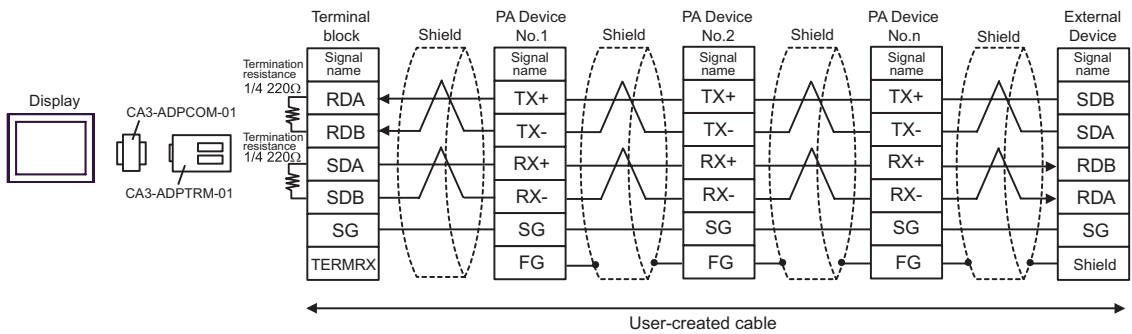 Display
CA3-ADPCOM-01
CA3-ADPTRM-01
Termination
resistance
1/4 220Ω
Termination
resistance
1/4 220Ω
Terminal
block
Signal
name
RDA
RDB
SDA
SDB
SG
TERMRX
Shield
PA Device
No.1
Signal
name
TX+
TX-
RX+
RX-
SG
FG
Shield
PA Device
No.2
Signal
name
TX+
TX-
RX+
RX-
SG
FG
Shield
PA Device
No.n
Signal
name
TX+
TX-
RX+
RX-
SG
FG
Shield
External
Device
Signal
name
SDB
SDA
RDB
RDA
SG
Shield
User-created cable